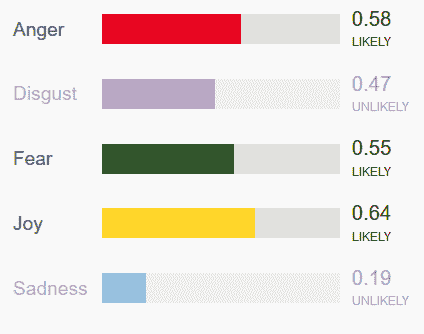 Anger 0.58
LIKELY
Disgust 0.47
UNLIKELY
Fear 0.55
LIKELY
Joy 0.64
LIKELY
Sadness 0.19
UNLIKELY